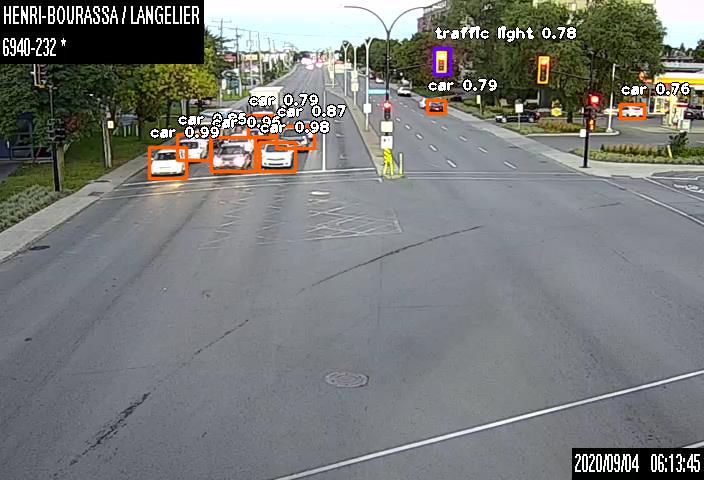 HENRI-BOURASSA / LANGELIER
6940-232 *
traffic light 0.78
car 0.79
car 0.76
car 0.79
car 0.87
car 0.98
car 0.99
2020/09/04 06:13:45